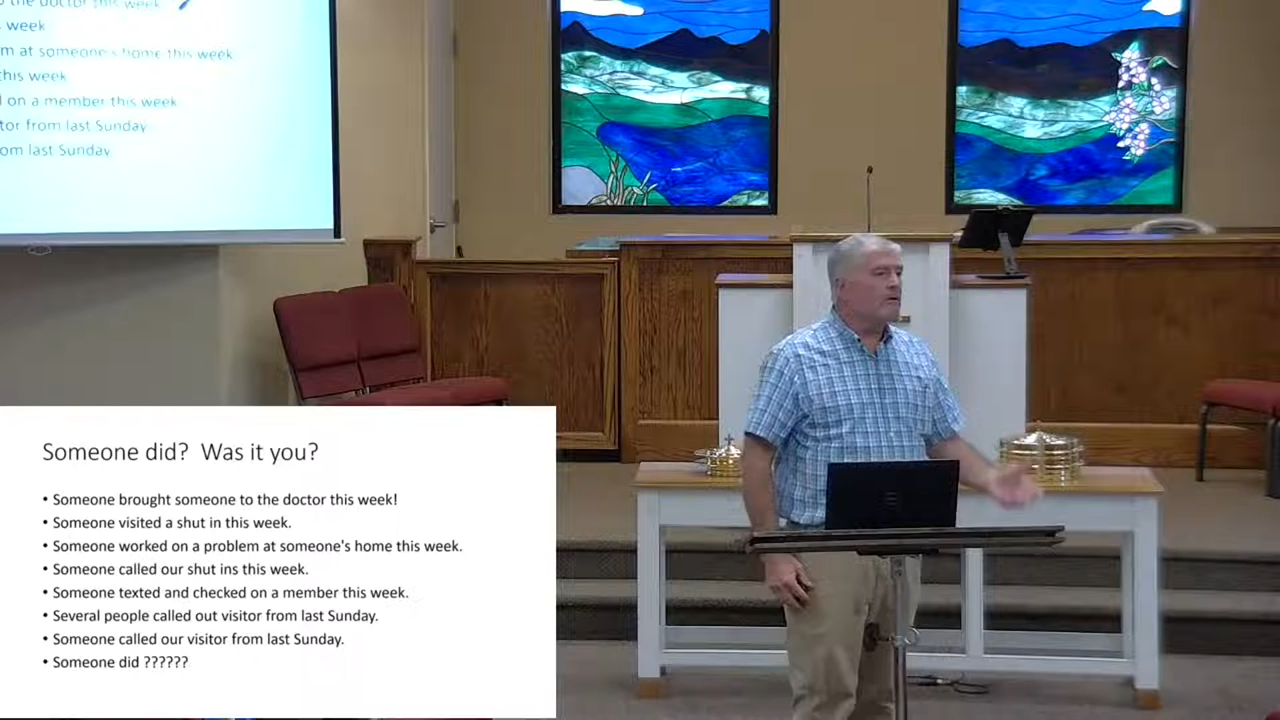 the doctor this week
week
m at someone's home this week
this week
on a member this week
tor from last Sunday
om last Sunday
Someone did? Was it you?
• Someone brought someone to the doctor this week!
• Someone visited a shut in this week.
• Someone worked on a problem at someone's home this week.
• Someone called our shut ins this week.
• Someone texted and checked on a member this week.
• Several people called out visitor from last Sunday.
• Someone called our visitor from last Sunday.
• Someone did ??????